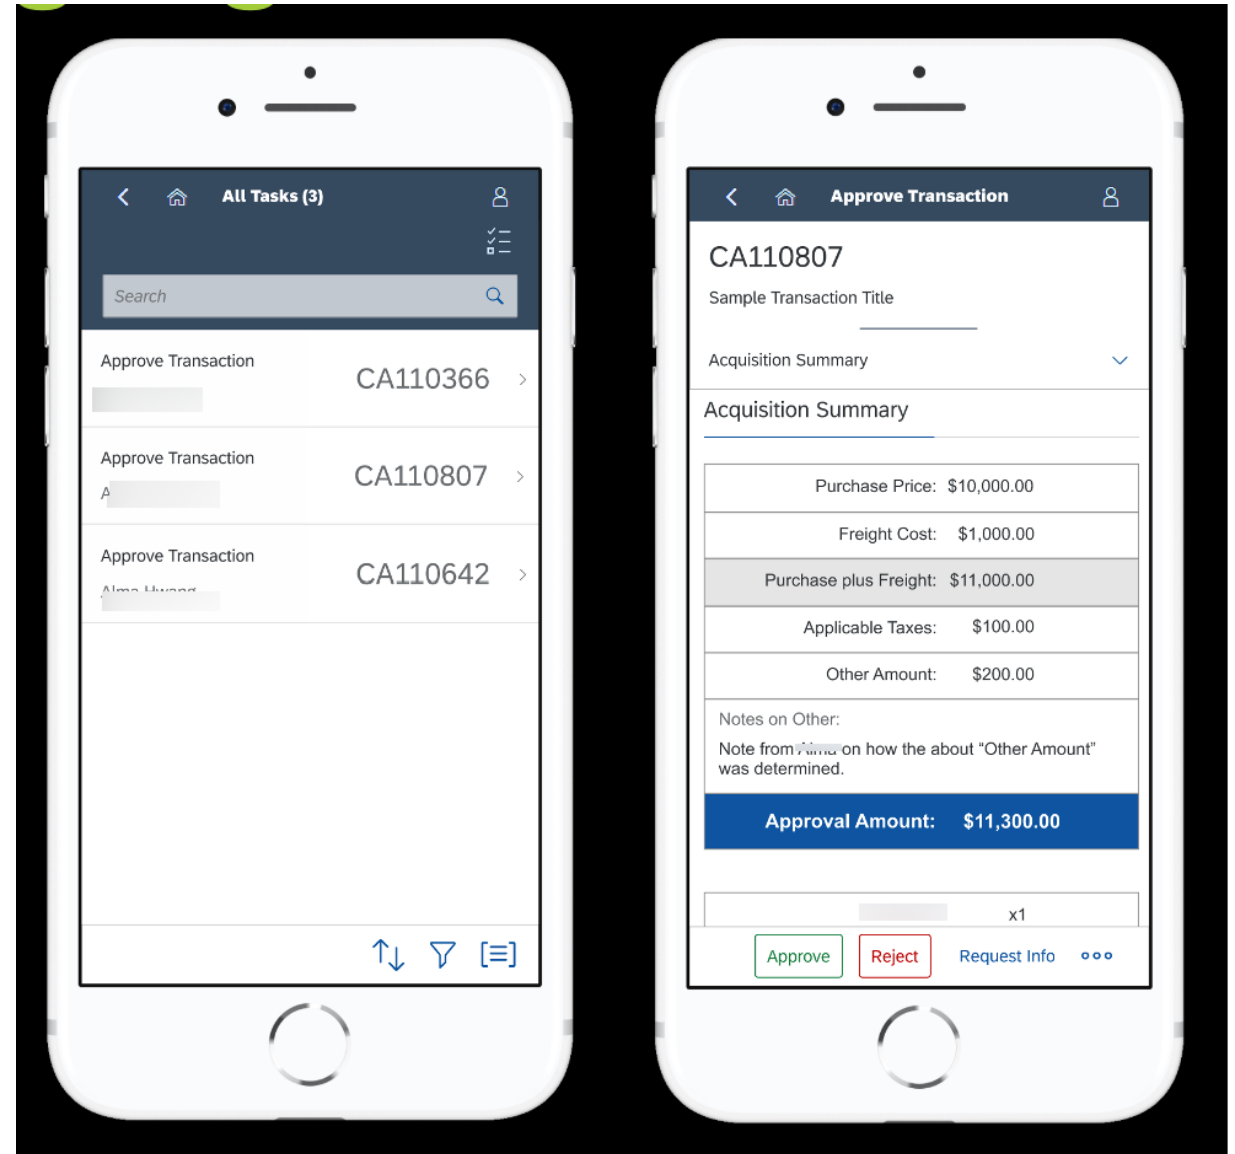 All Tasks (3)
Search
Approve Transaction
CA110366
Approve Transaction
CA110807
A
Approve Transaction
CA110642
Alma Hwang
Approve Transaction
CA110807
Sample Transaction Title
Acquisition Summary
Acquisition Summary
Purchase Price: $10,000.00
Freight Cost: $1,000.00
Purchase plus Freight: $11,000.00
Applicable Taxes: $100.00
Other Amount: $200.00
Notes on Other:
Note from Alma on how the about “Other Amount”
was determined.
Approval Amount: $11,300.00
x1
Approve
Reject
Request Info